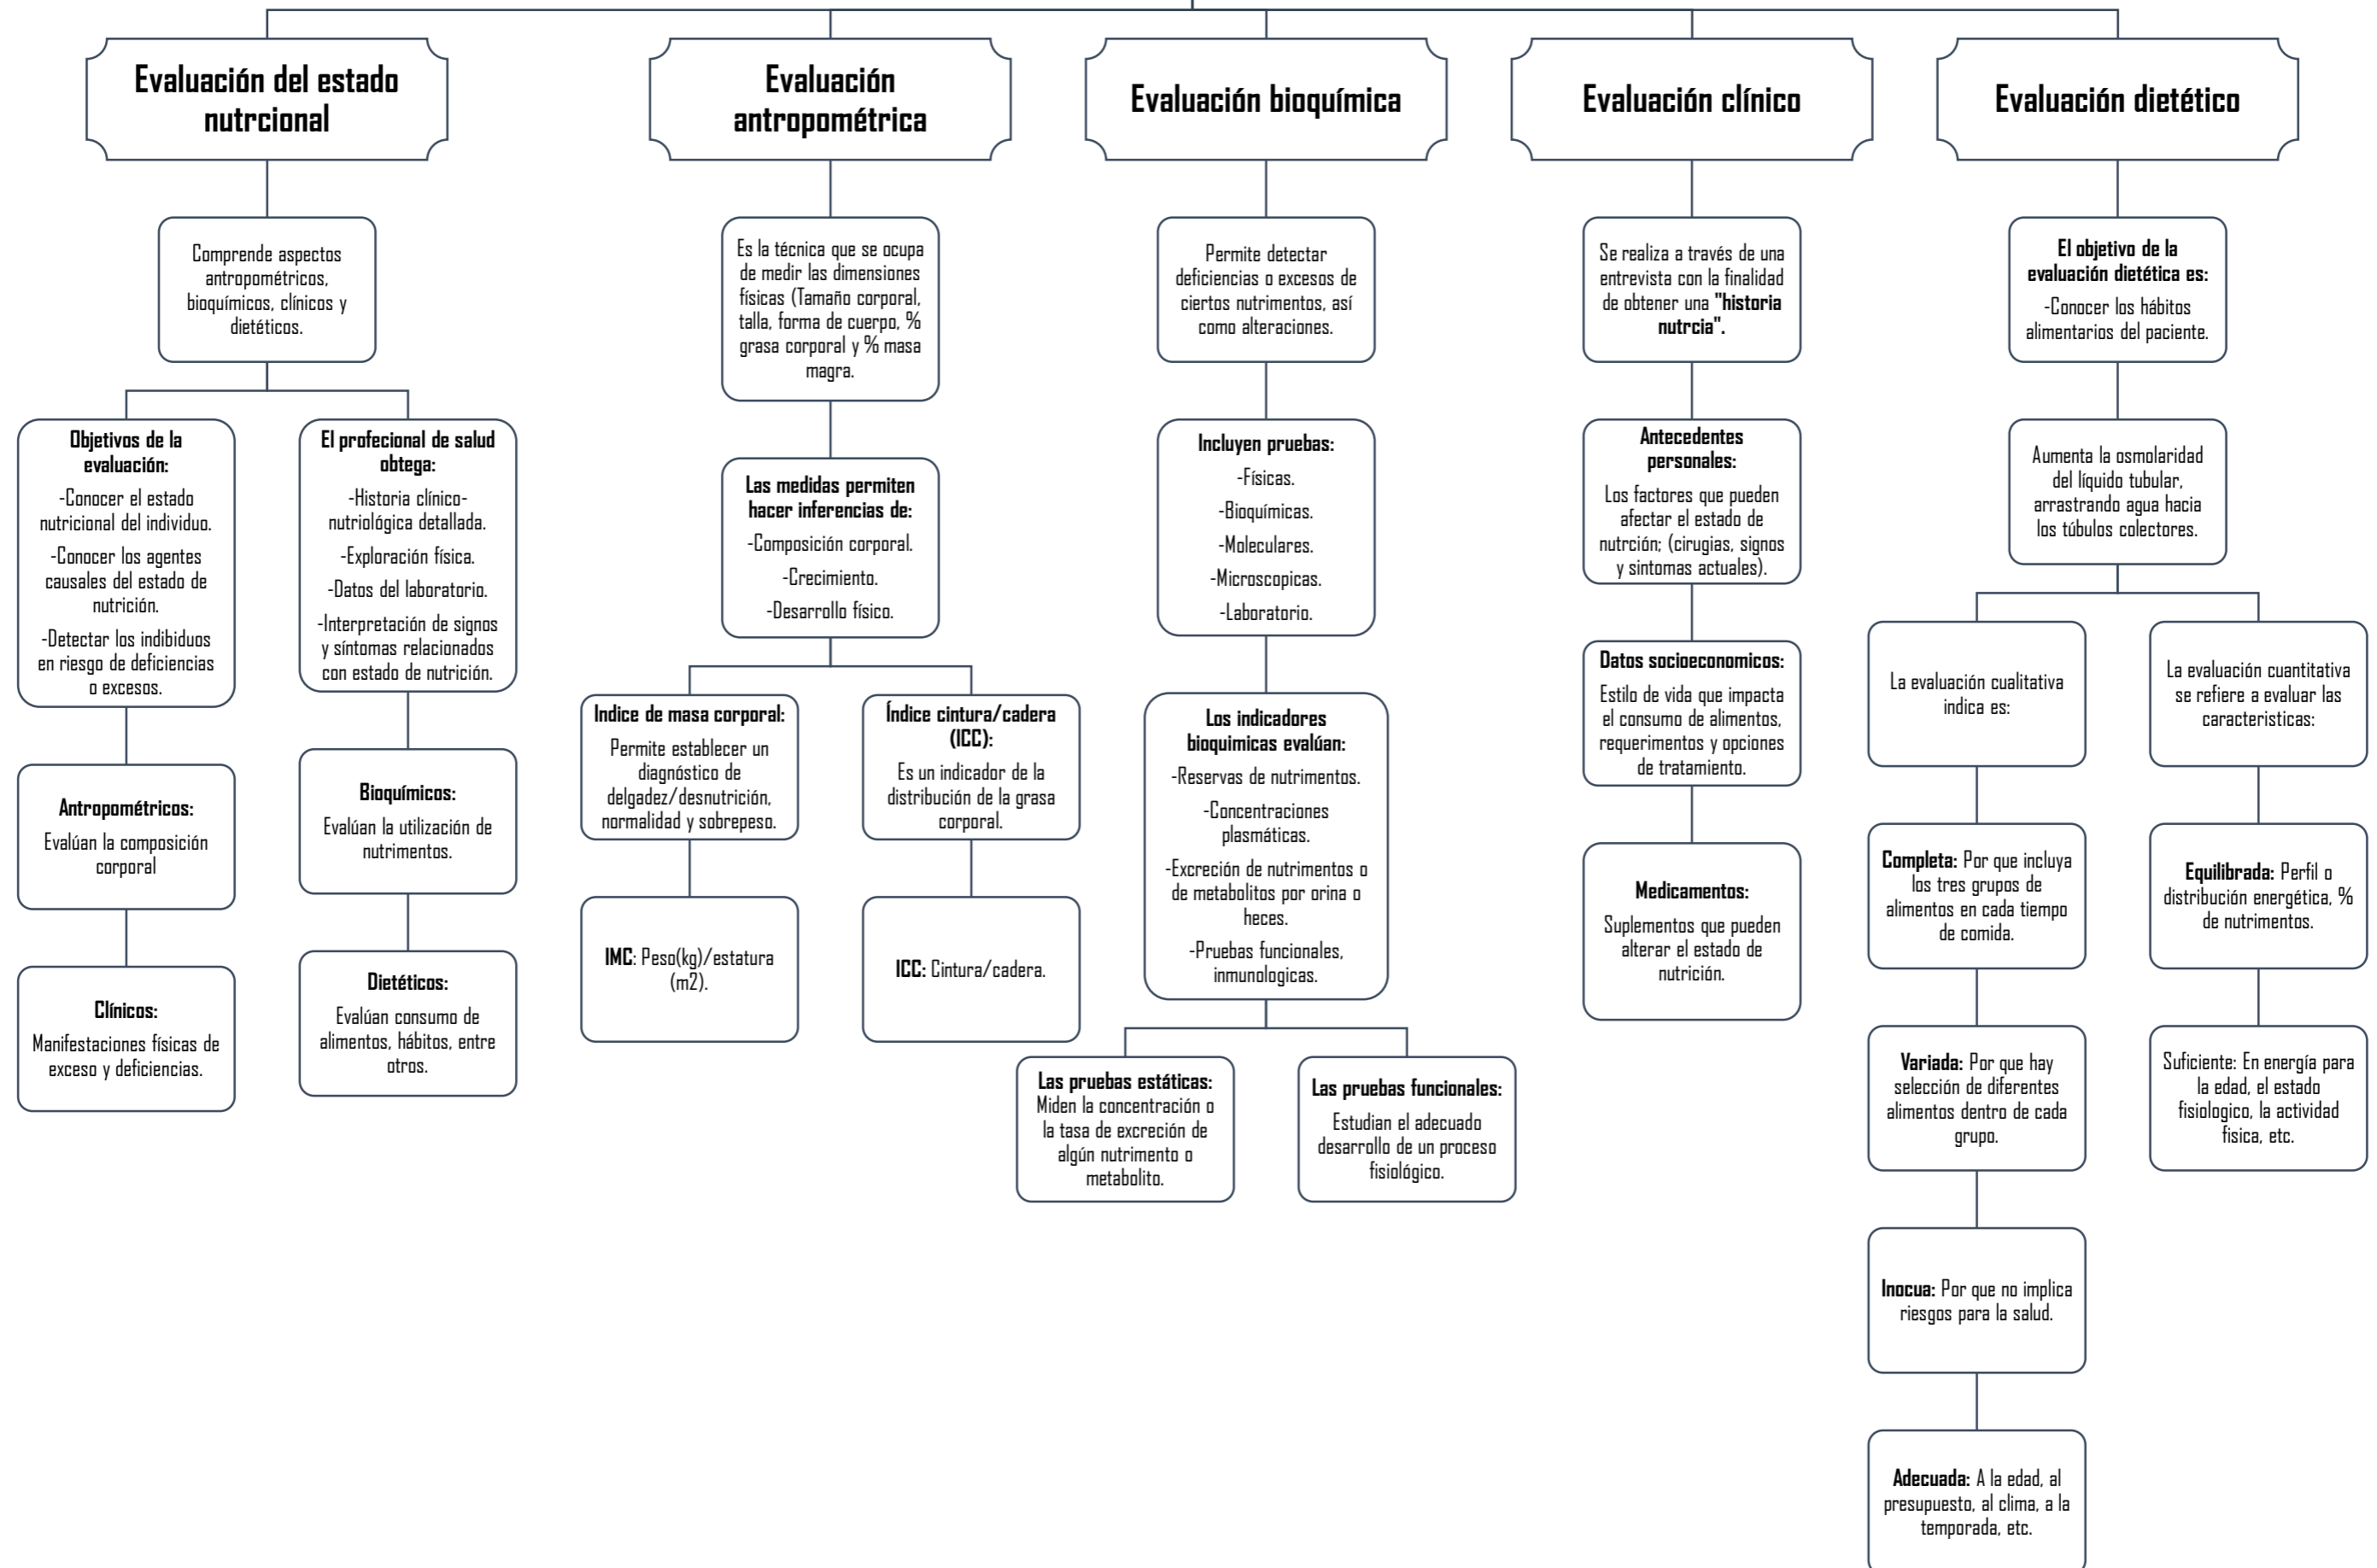 Evaluación del estado
nutrcional
Comprende aspectos
antropométricos,
bioquímicos, clínicos y
dietéticos.
Objetivos de la
evaluación:
-Conocer el estado
nutricional del individuo.
-Conocer los agentes
causales del estado de
nutrición.
-Detectar los indibiduos
en riesgo de deficiencias
o excesos.
Antropométricos:
Evalúan la composición
corporal
Clínicos:
Manifestaciones físicas de
exceso y deficiencias.
El profecional de salud
obtega:
-Historia clínico-
nutriológica detallada.
-Exploración física.
-Datos del laboratorio.
-Interpretación de signos
y síntomas relacionados
con estado de nutrición.
Bioquímicos:
Evalúan la utilización de
nutrimentos.
Dietéticos:
Evalúan consumo de
alimentos, hábitos, entre
otros.
Evaluación
antropométrica
Es la técnica que se ocupa
de medir las dimensiones
físicas (Tamaño corporal,
talla, forma de cuerpo, %
grasa corporal y % masa
magra.
Las medidas permiten
hacer inferencias de:
-Composición corporal.
-Crecimiento.
-Desarrollo físico.
Indice de masa corporal:
Permite establecer un
diagnóstico de
delgadez/desnutrición,
normalidad y sobrepeso.
IMC: Peso(kg)/estatura
(m2).
Índice cintura/cadera
(ICC):
Es un indicador de la
distribución de la grasa
corporal.
ICC: Cintura/cadera.
Evaluación bioquímica
Permite detectar
deficiencias o excesos de
ciertos nutrimentos, así
como alteraciones.
Incluyen pruebas:
-Físicas.
-Bioquímicas.
-Moleculares.
-Microscopicas.
-Laboratorio.
Los indicadores
bioquimicas evalúan:
-Reservas de nutrimentos.
-Concentraciones
plasmáticas.
-Excreción de nutrimentos o
de metabolitos por orina o
heces.
-Pruebas funcionales,
inmunologicas.
Las pruebas estáticas:
Miden la concentración o
la tasa de excreción de
algún nutrimento o
metabolito.
Las pruebas funcionales:
Estudian el adecuado
desarrollo de un proceso
fisiológico.
Evaluación clínico
Se realiza a través de una
entrevista con la finalidad
de obtener una "historia
nutrcia".
Antecedentes
personales:
Los factores que pueden
afectar el estado de
nutrción; (cirugias, signos
y sintomas actuales).
Datos socioeconomicos:
Estilo de vida que impacta
el consumo de alimentos,
requerimentos y opciones
de tratamiento.
Medicamentos:
Suplementos que pueden
alterar el estado de
nutrición.
Evaluación dietético
El objetivo de la
evaluación dietética es:
-Conocer los hábitos
alimentarios del paciente.
Aumenta la osmolaridad
del líquido tubular,
arrastrando agua hacia
los túbulos colectores.
La evaluación cualitativa
indica es:
Completa: Por que incluya
los tres grupos de
alimentos en cada tiempo
de comida.
Variada: Por que hay
selección de diferentes
alimentos dentro de cada
grupo.
Inocua: Por que no implica
riesgos para la salud.
Adecuada: A la edad, al
presupuesto, al clima, a la
temporada, etc.
La evaluación cuantitativa
se refiere a evaluar las
caracteristicas:
Equilibrada: Perfil o
distribución energética, %
de nutrimentos.
Suficiente: En energía para
la edad, el estado
fisiologico, la actividad
fisica, etc.